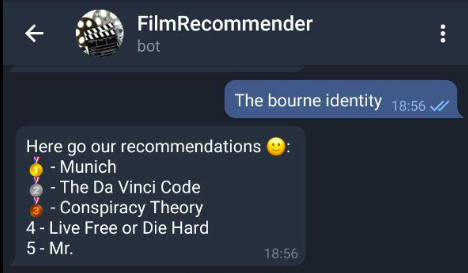 FilmRecommender
bot
The bourne identity 18:56
Here go our recommendations 🙂:
🥇 - Munich
🥈 - The Da Vinci Code
🥉 - Conspiracy Theory
4 - Live Free or Die Hard
5 - Mr.
18:56